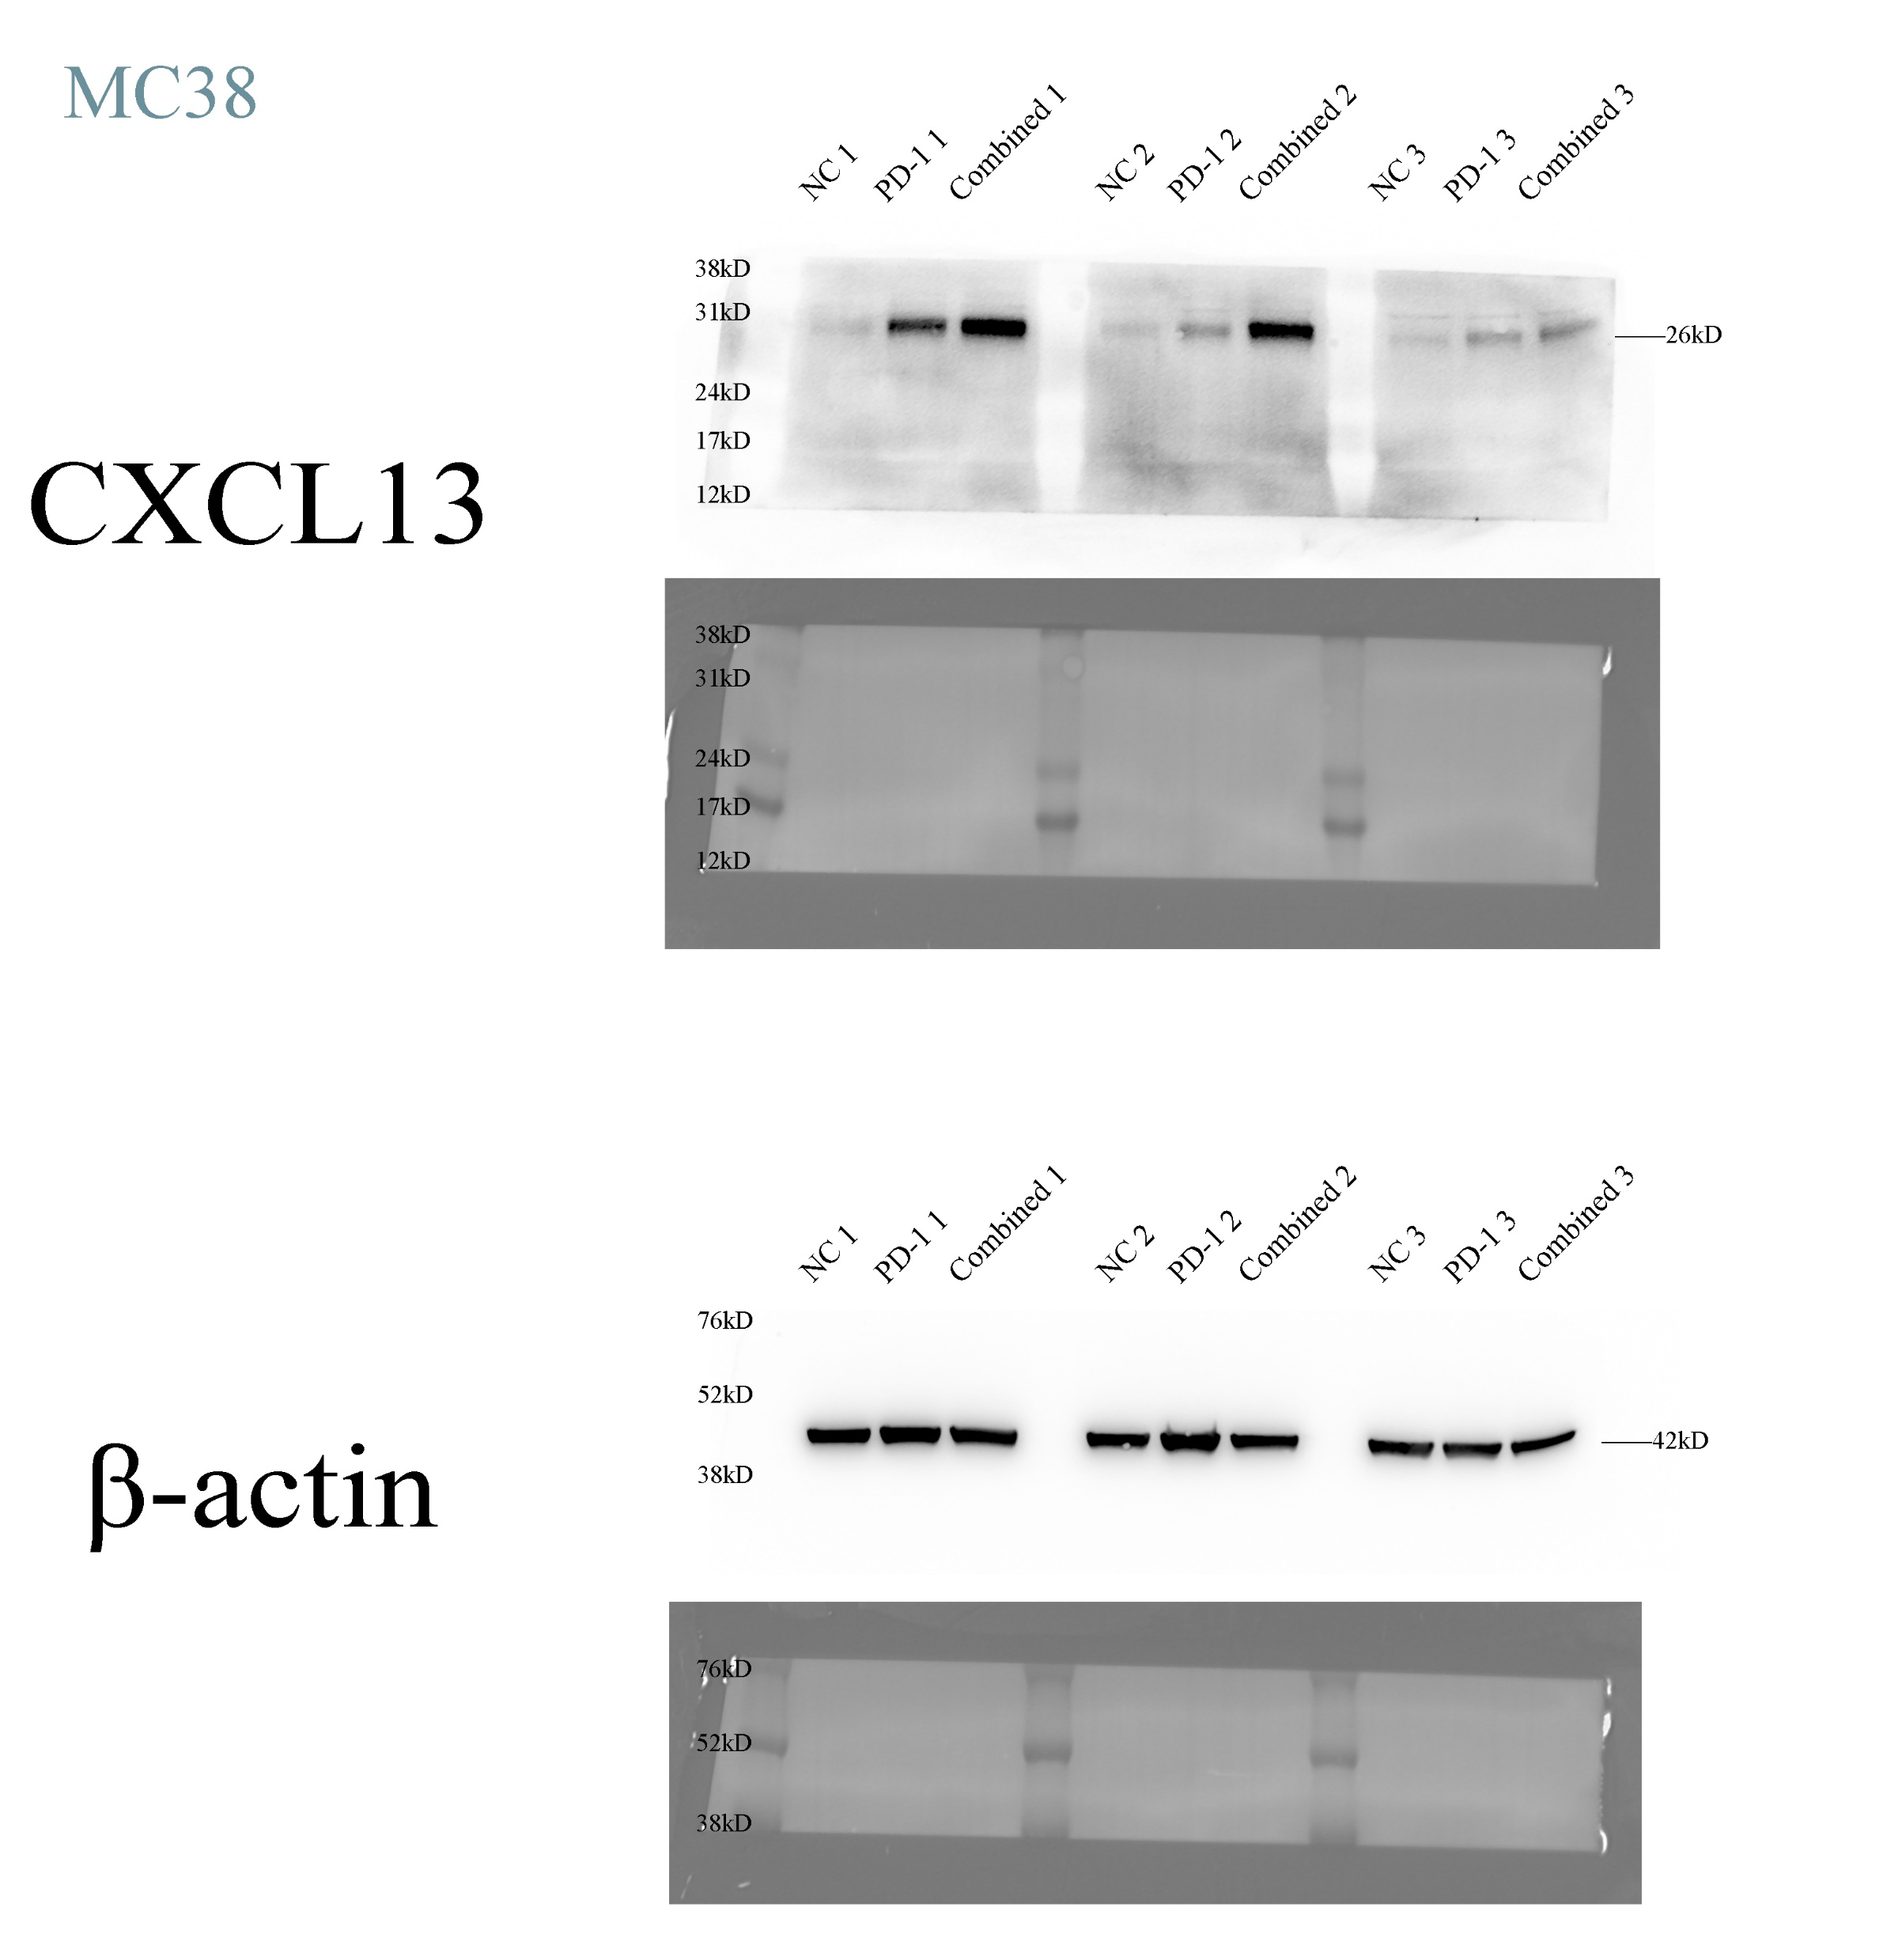 MC38
NC 1 PD-1 1 Combined 1 NC 2 PD-1 2 Combined 2 NC 3 PD-1 3 Combined 3
38kD
31kD
26kD
24kD
17kD
12kD
CXCL13
38kD
31kD
24kD
17kD
12kD
NC 1 PD-1 1 Combined 1 NC 2 PD-1 2 Combined 2 NC 3 PD-1 3 Combined 3
76kD
52kD
42kD
38kD
β-actin
76kD
52kD
38kD